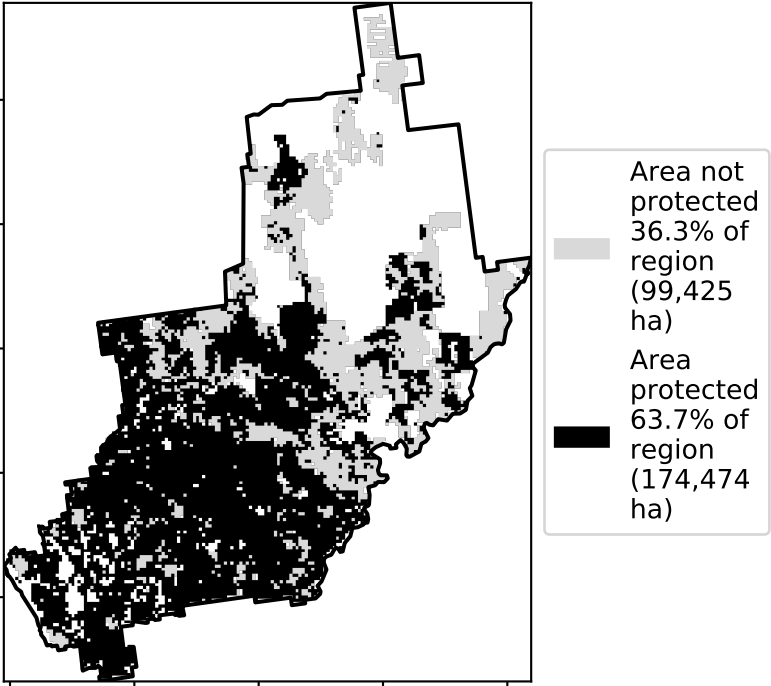 Area not
protected
36.3% of
region
(99,425
ha)
Area
protected
63.7% of
region
(174,474
ha)